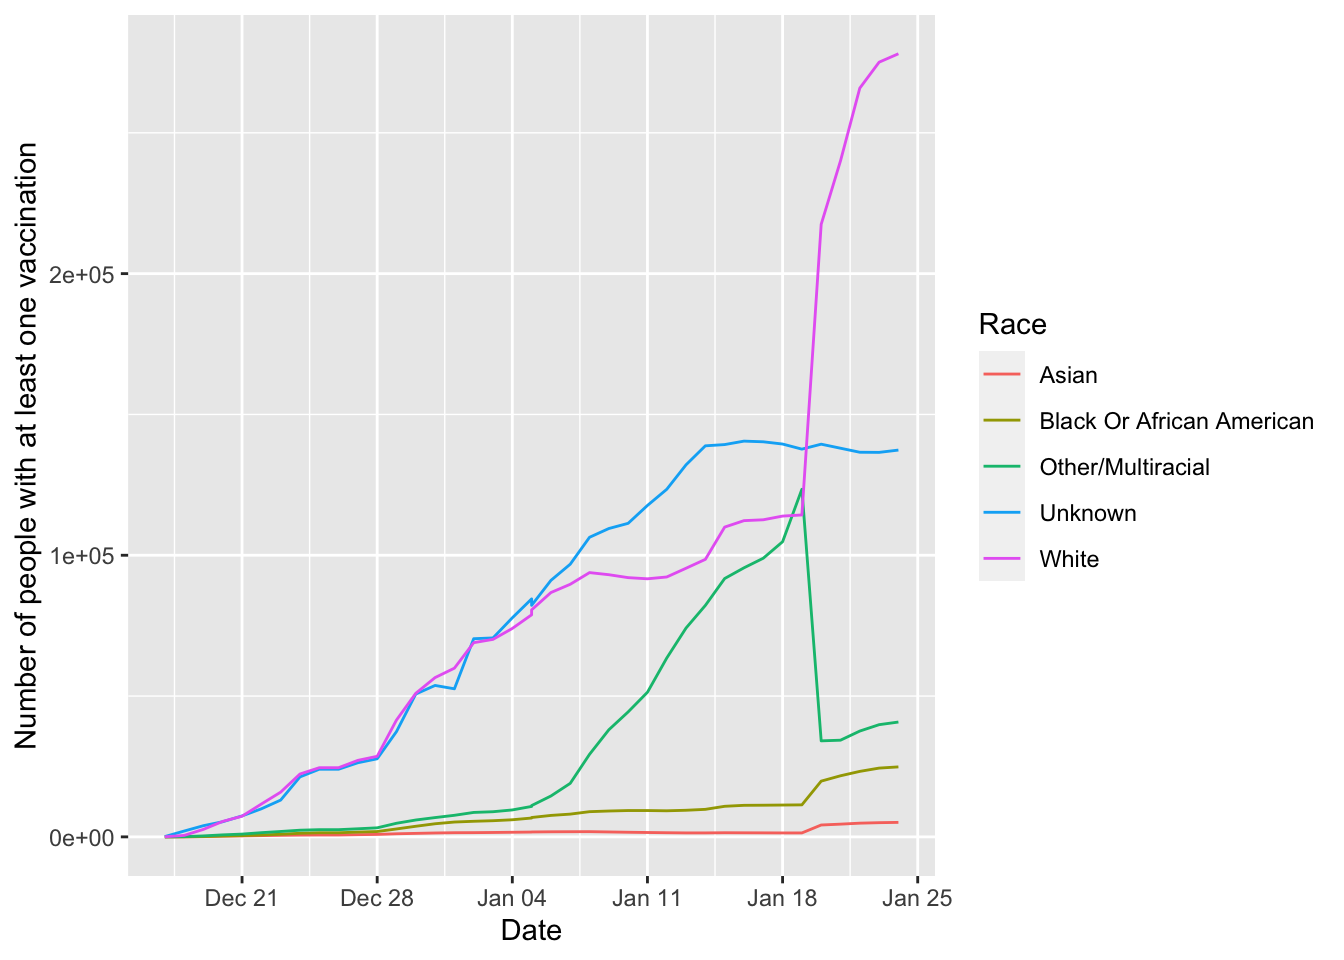 Number of people with at least one vaccination
2e+05
1e+05
0e+00
Dec 21
Dec 28
Jan 04
Jan 11
Jan 18
Jan 25
Date
Race
Asian
Black Or African American
Other/Multiracial
Unknown
White